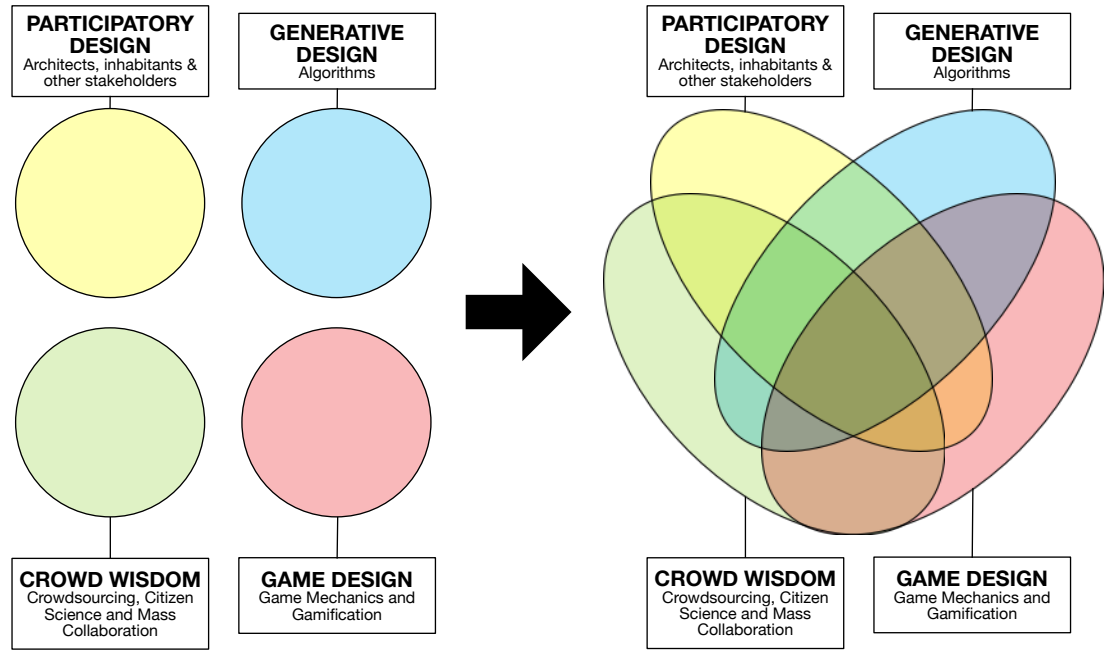 PARTICIPATORY
DESIGN
Architects, inhabitants &
other stakeholders
GENERATIVE
DESIGN
Algorithms
PARTICIPATORY
DESIGN
Architects, inhabitants &
other stakeholders
GENERATIVE
DESIGN
Algorithms
CROWD WISDOM
Crowdsourcing, Citizen
Science and Mass
Collaboration
GAME DESIGN
Game Mechanics and
Gamification
CROWD WISDOM
Crowdsourcing, Citizen
Science and Mass
Collaboration
GAME DESIGN
Game Mechanics and
Gamification